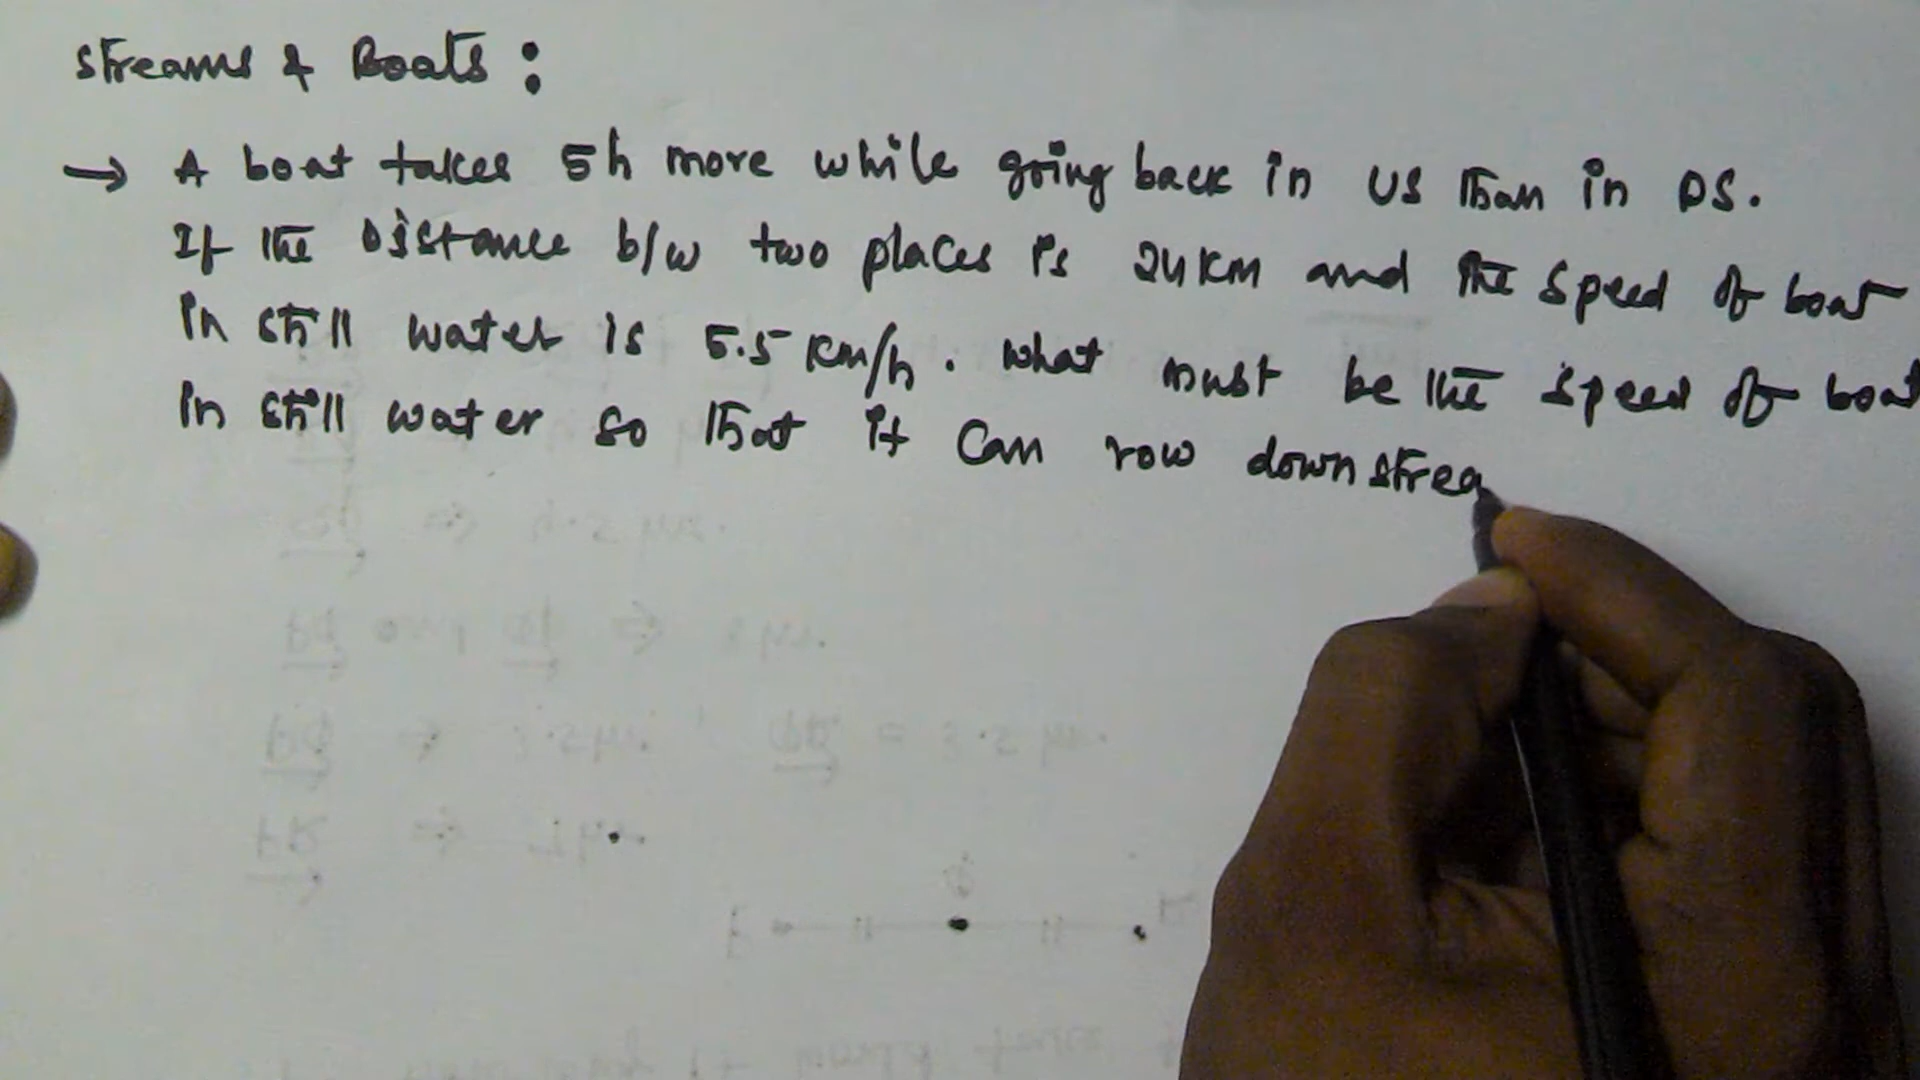 Streams & Boats :
→ A boat takes 5h more while going back in US than in DS.
If the Distance b/w two places is 24 KM and the speed of boat
in still water is 5.5 KM/h. what must be the speed of boat
in still water so that it can row downstrea